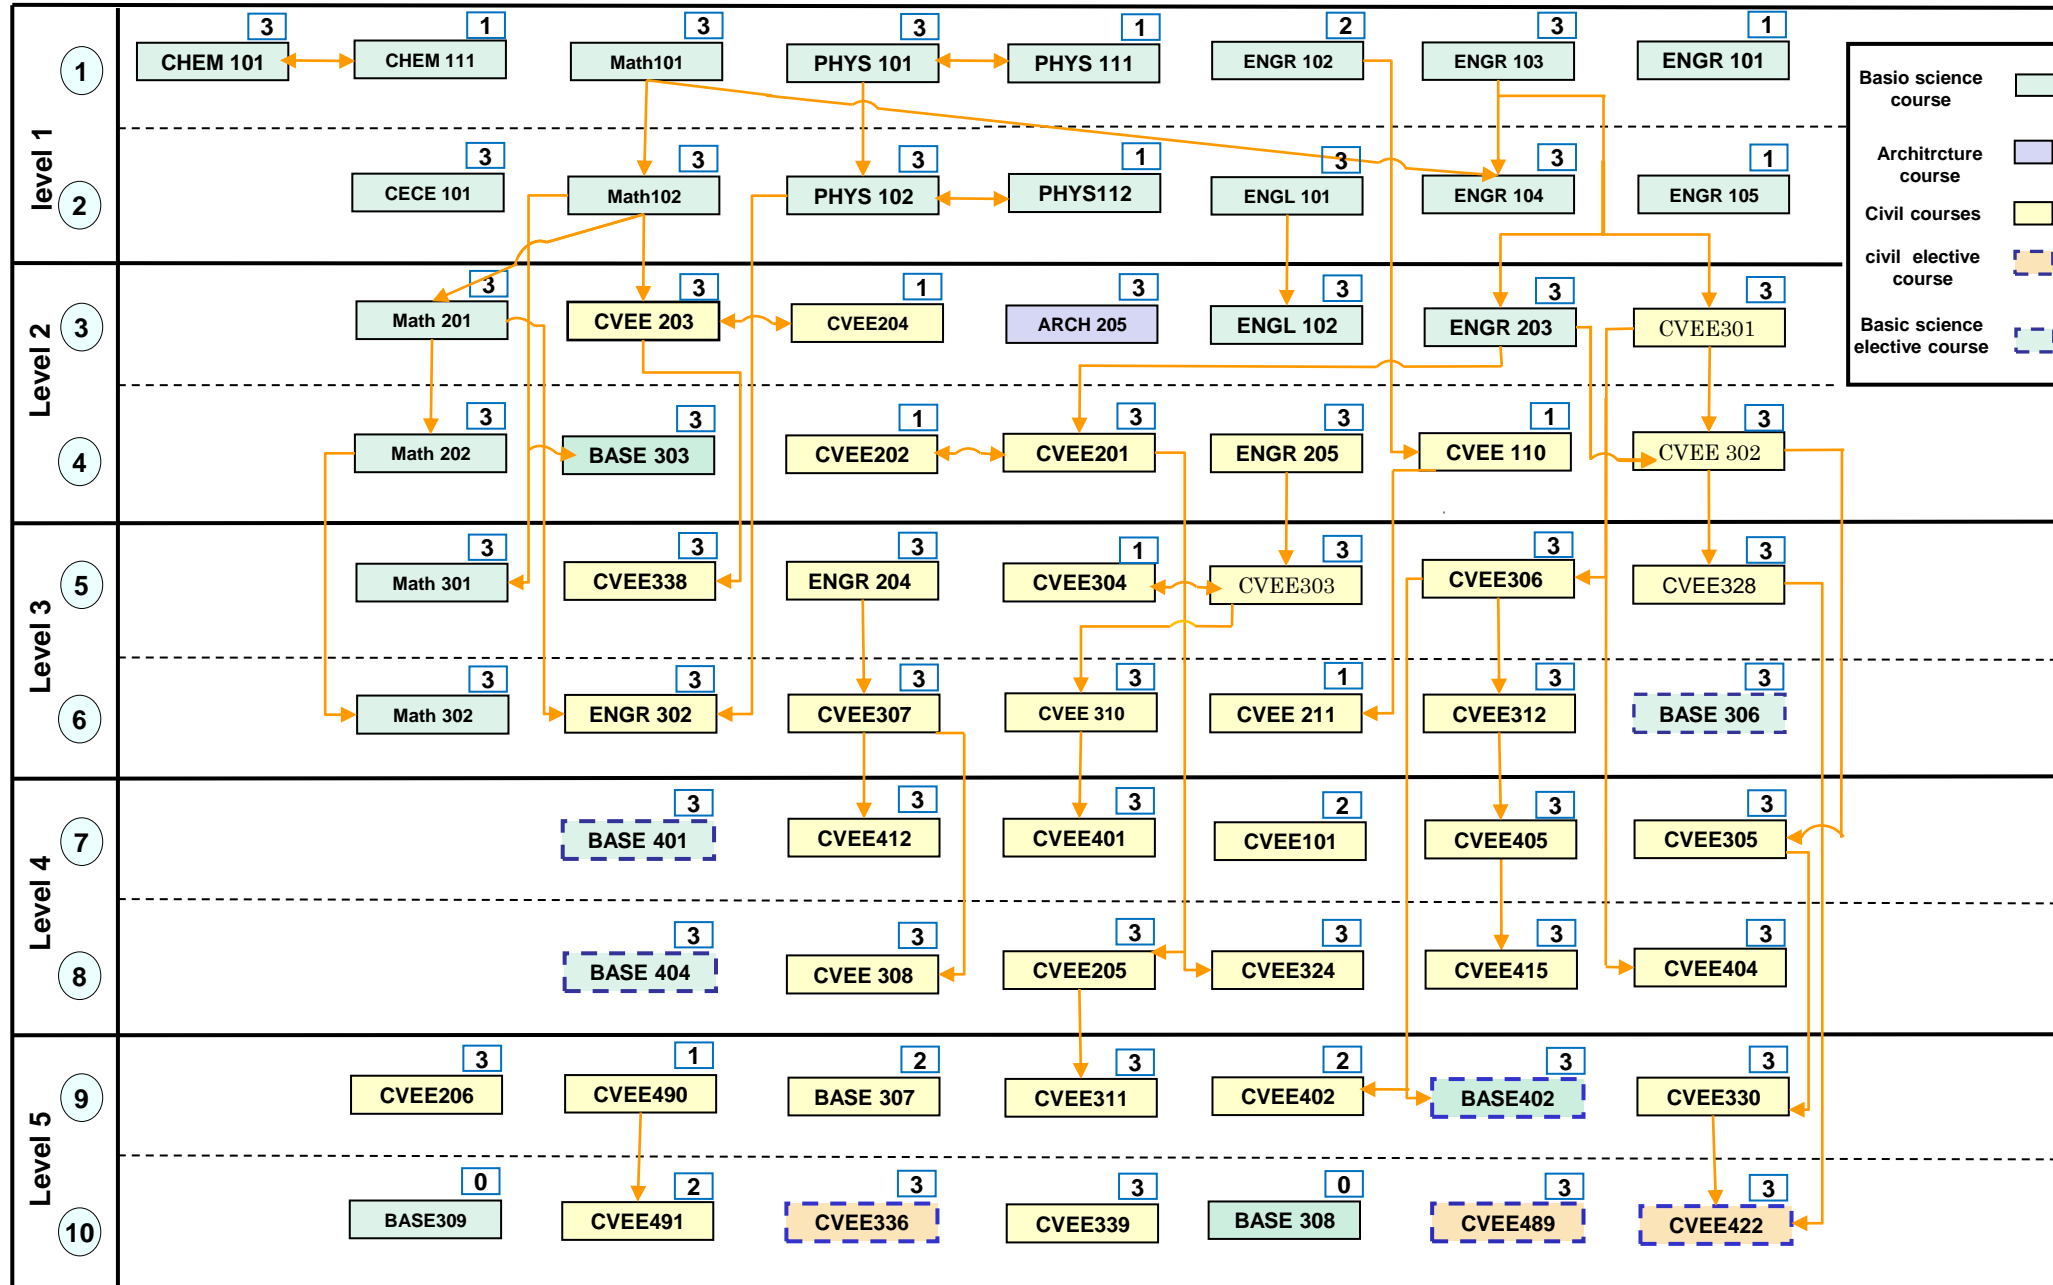 3 1 3 3 1 2 3 1
1 CHEM 101 CHEM 111 Math101 PHYS 101 PHYS 111 ENGR 102 ENGR 103 ENGR 101
level 1
3 3 3 1 3 3 1
2 CECE 101 Math102 PHYS 102 PHYS112 ENGL 101 ENGR 104 ENGR 105
3 3 1 3 3 3 3
3 Math 201 CVEE 203 CVEE204 ARCH 205 ENGL 102 ENGR 203 CVEE301
Level 2
3 3 1 3 3 1 3
4 Math 202 BASE 303 CVEE202 CVEE201 ENGR 205 CVEE 110 CVEE 302
3 3 3 1 3 3 3
5 Math 301 CVEE338 ENGR 204 CVEE304 CVEE303 CVEE306 CVEE328
Level 3
3 3 3 3 1 3 3
6 Math 302 ENGR 302 CVEE307 CVEE 310 CVEE 211 CVEE312 BASE 306
3 3 3 2 3 3
7 BASE 401 CVEE412 CVEE401 CVEE101 CVEE405 CVEE305
Level 4
3 3 3 3 3 3
8 BASE 404 CVEE 308 CVEE205 CVEE324 CVEE415 CVEE404
3 1 2 3 2 3 3
9 CVEE206 CVEE490 BASE 307 CVEE311 CVEE402 BASE402 CVEE330
Level 5
0 2 3 3 0 3 3
10 BASE309 CVEE491 CVEE336 CVEE339 BASE 308 CVEE489 CVEE422
Basio science
course
Architrcture
course
Civil courses
civil elective
course
Basic science
elective course